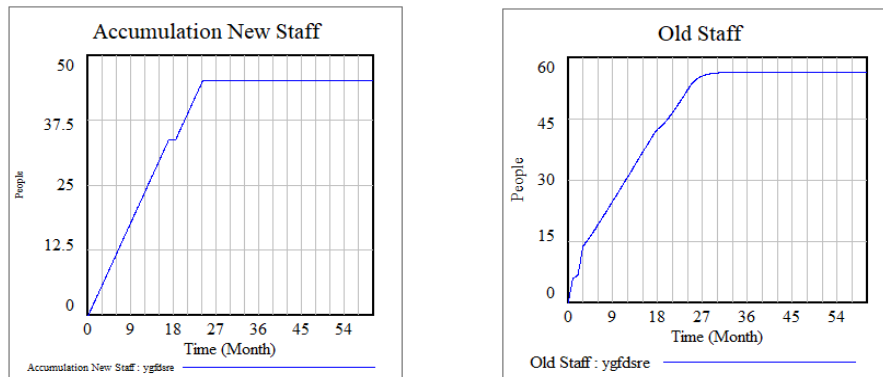 Accumulation New Staff
50
37.5
25
12.5
0
People
0 9 18 27 36 45 54
Time (Month)
Accumulation New Staff : ygfdsre
Old Staff
60
45
30
15
0
People
0 9 18 27 36 45 54
Time (Month)
Old Staff : ygfdsre